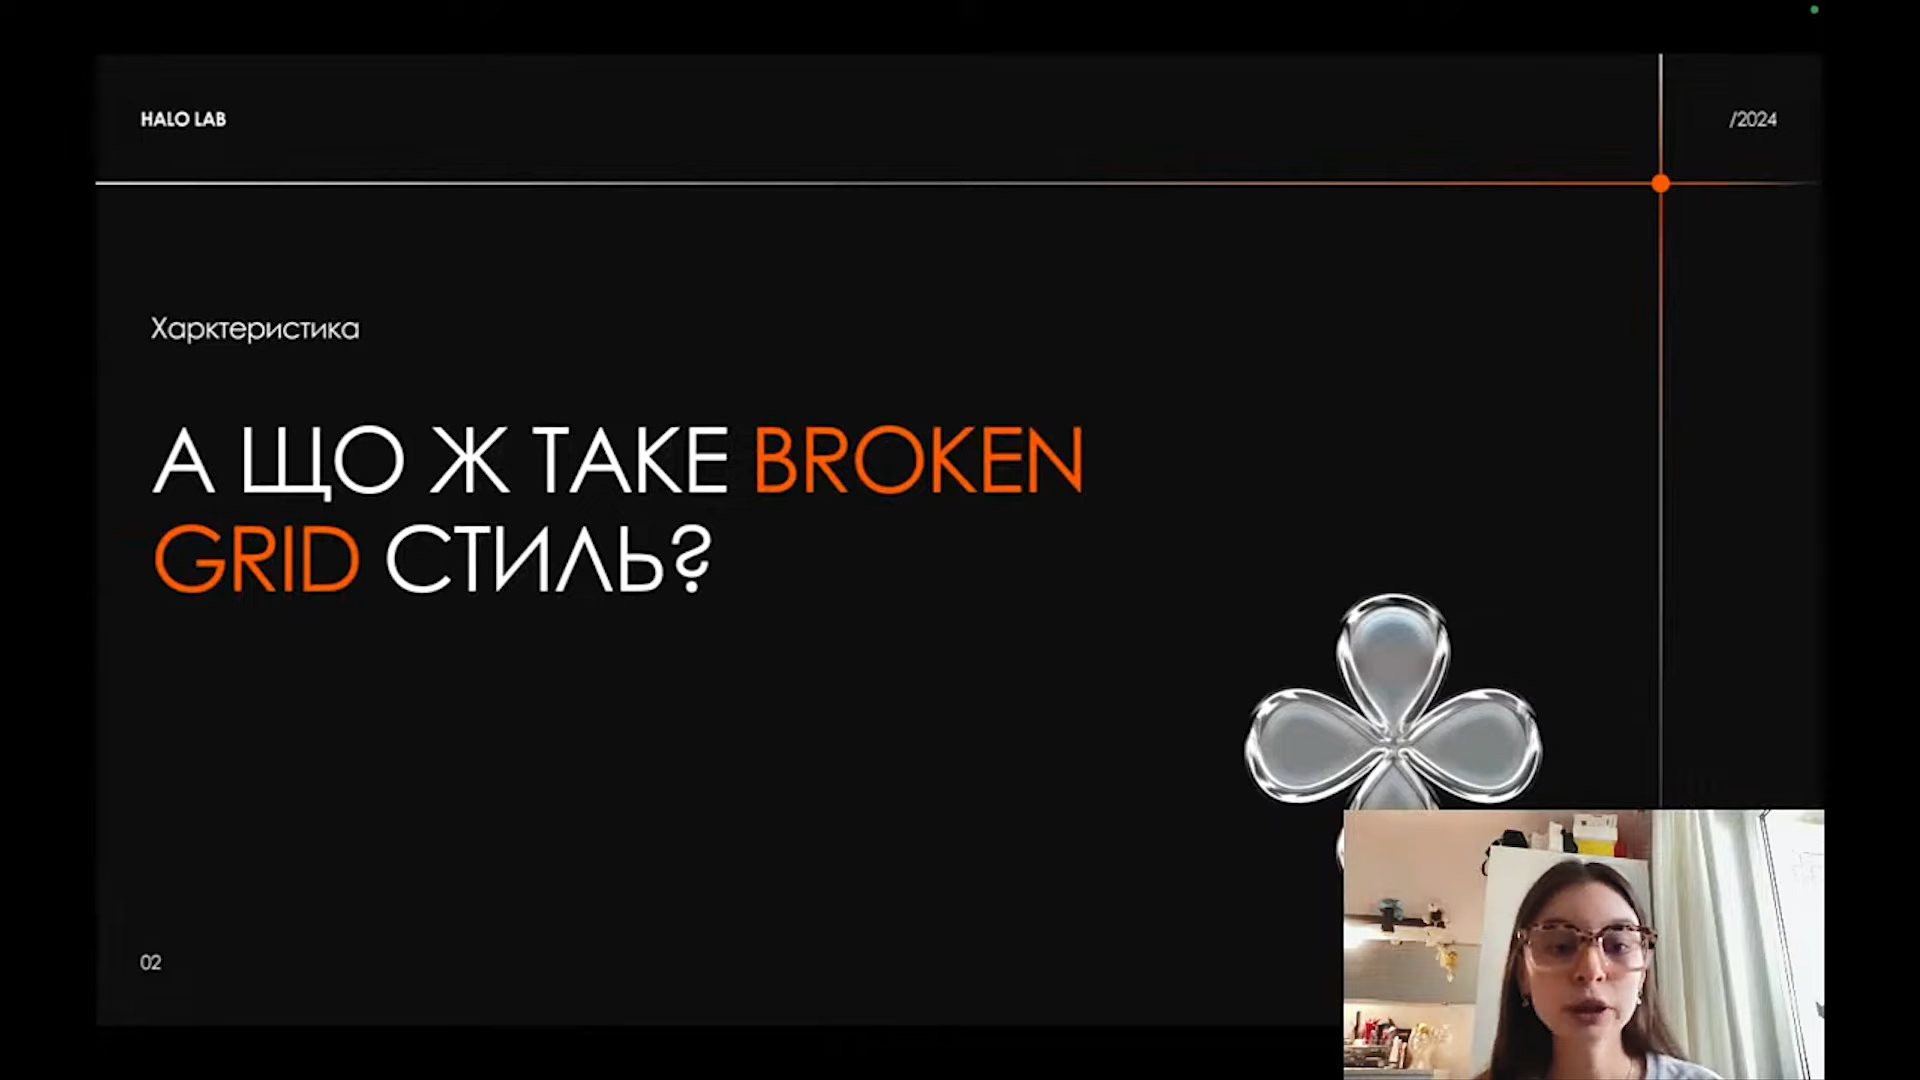 HALO LAB
/2024
Харктеристика
А ЩО Ж ТАКЕ BROKEN
GRID СТИЛЬ?
02